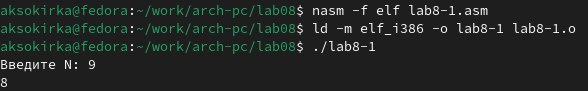 aksokirka@fedora:~/work/arch-pc/lab08$ nasm -f elf lab8-1.asm
aksokirka@fedora:~/work/arch-pc/lab08$ ld -m elf_i386 -o lab8-1 lab8-1.o
aksokirka@fedora:~/work/arch-pc/lab08$ ./lab8-1
Введите N: 9
8